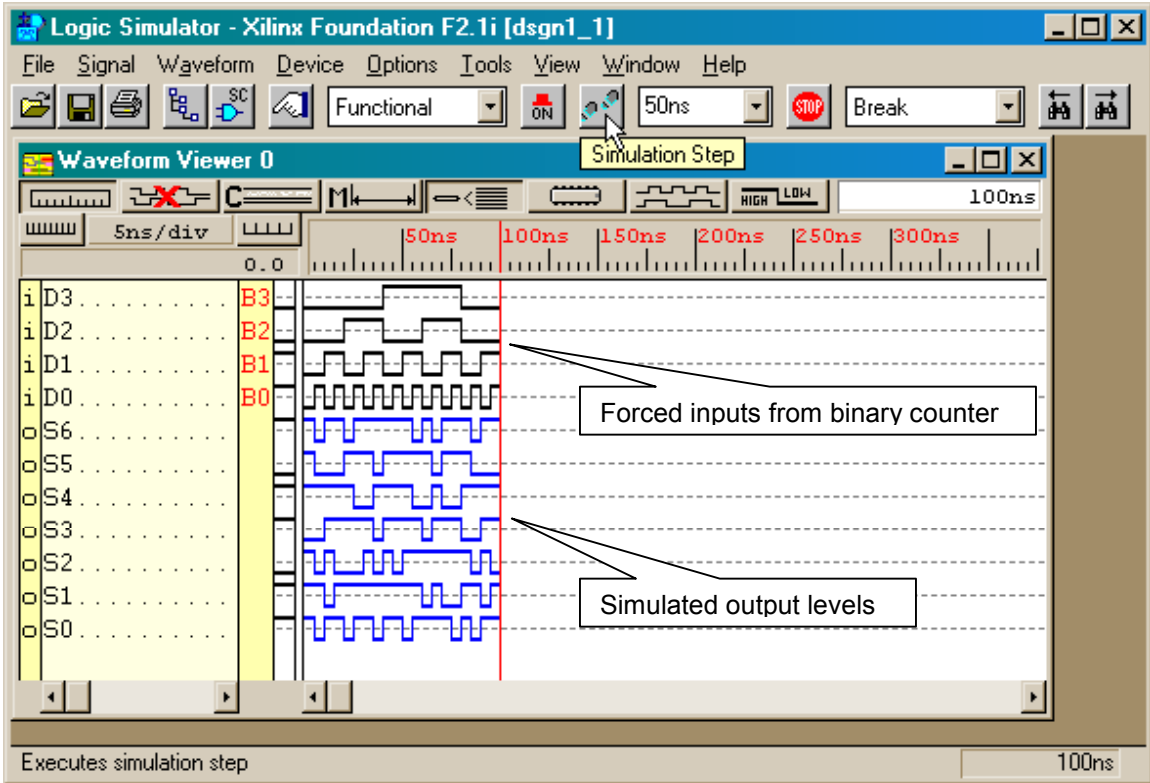 Logic Simulator - Xilinx Foundation F2.1i [dsgn1_1]
File Signal Waveform Device Options Tools View Window Help
SC Functional ON 50ns STOP Break
Simulation Step
Waveform Viewer 0
C M HIGH LOW 100ns
5ns/div 50ns 100ns 150ns 200ns 250ns 300ns
0.0
i D3.......... B3
i D2.......... B2
i D1.......... B1
i D0.......... B0
o S6..........
o S5..........
o S4..........
o S3..........
o S2..........
o S1..........
o S0..........
Forced inputs from binary counter
Simulated output levels
Executes simulation step 100ns